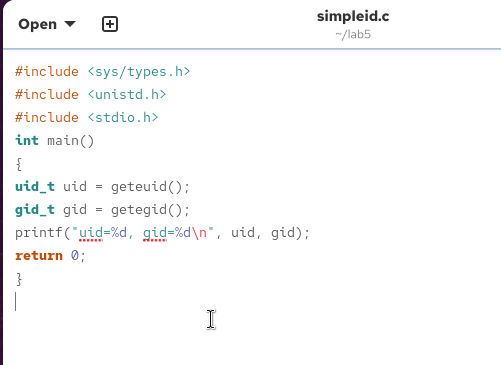 Open
simpleid.c
~/lab5
#include <sys/types.h>
#include <unistd.h>
#include <stdio.h>
int main()
{
uid_t uid = geteuid();
gid_t gid = getegid();
printf("uid=%d, gid=%d\n", uid, gid);
return 0;
}